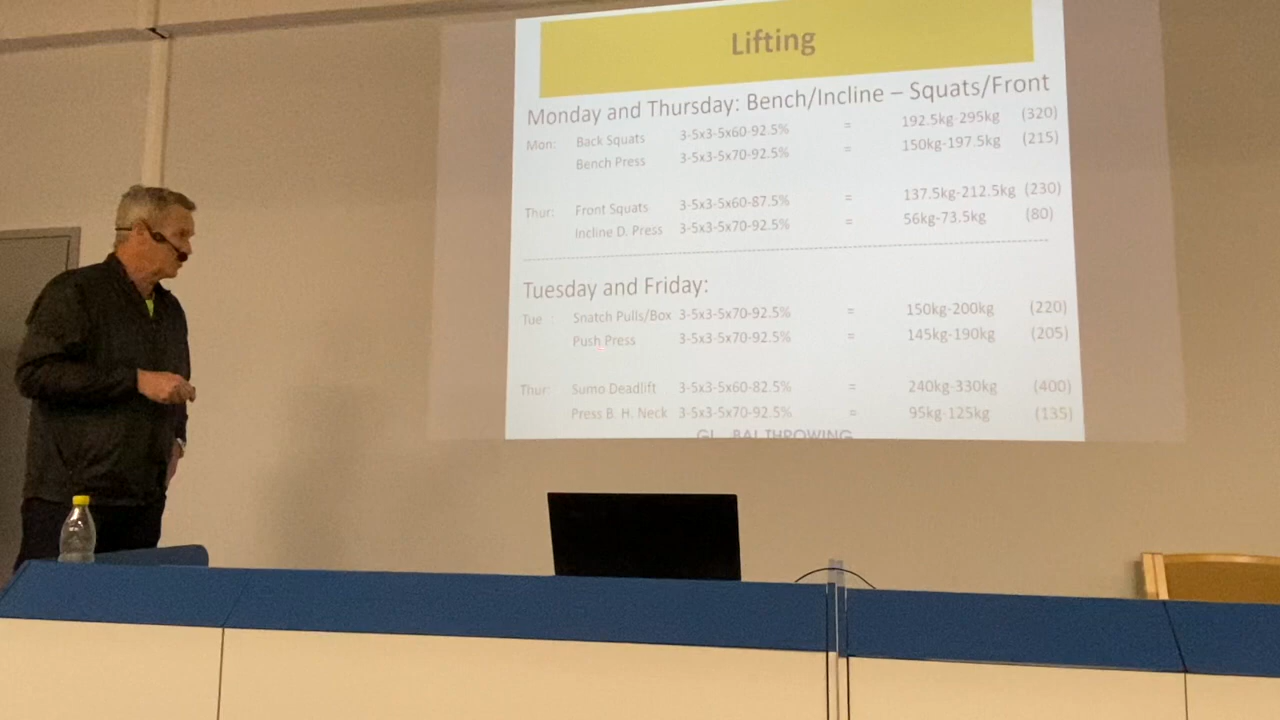 Lifting
Monday and Thursday: Bench/Incline – Squats/Front
Mon: Back Squats 3-5x3-5x60-92.5% = 192.5kg-295kg (320)
Bench Press 3-5x3-5x70-92.5% = 150kg-197.5kg (215)
Thur: Front Squats 3-5x3-5x60-87.5% = 137.5kg-212.5kg (230)
Incline D. Press 3-5x3-5x70-92.5% = 56kg-73.5kg (80)
Tuesday and Friday:
Tue : Snatch Pulls/Box 3-5x3-5x70-92.5% = 150kg-200kg (220)
Push Press 3-5x3-5x70-92.5% = 145kg-190kg (205)
Thur: Sumo Deadlift 3-5x3-5x60-82.5% = 240kg-330kg (400)
Press B. H. Neck 3-5x3-5x70-92.5% = 95kg-125kg (135)
THROWING